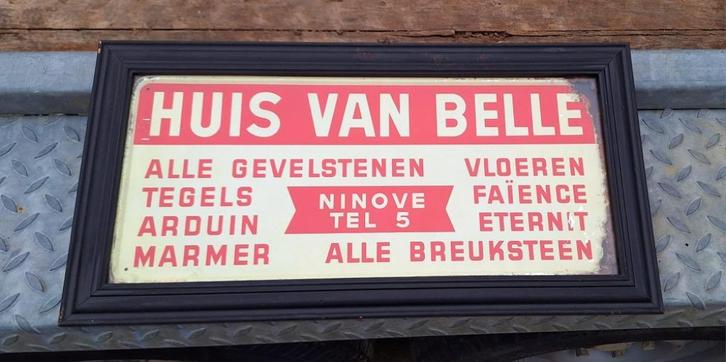 HUIS VAN BELLE
ALLE GEVELSTENEN VLOEREN
TEGELS NINOVE FAÏENCE
ARDUIN TEL 5 ETERNIT
MARMER ALLE BREUKSTEEN